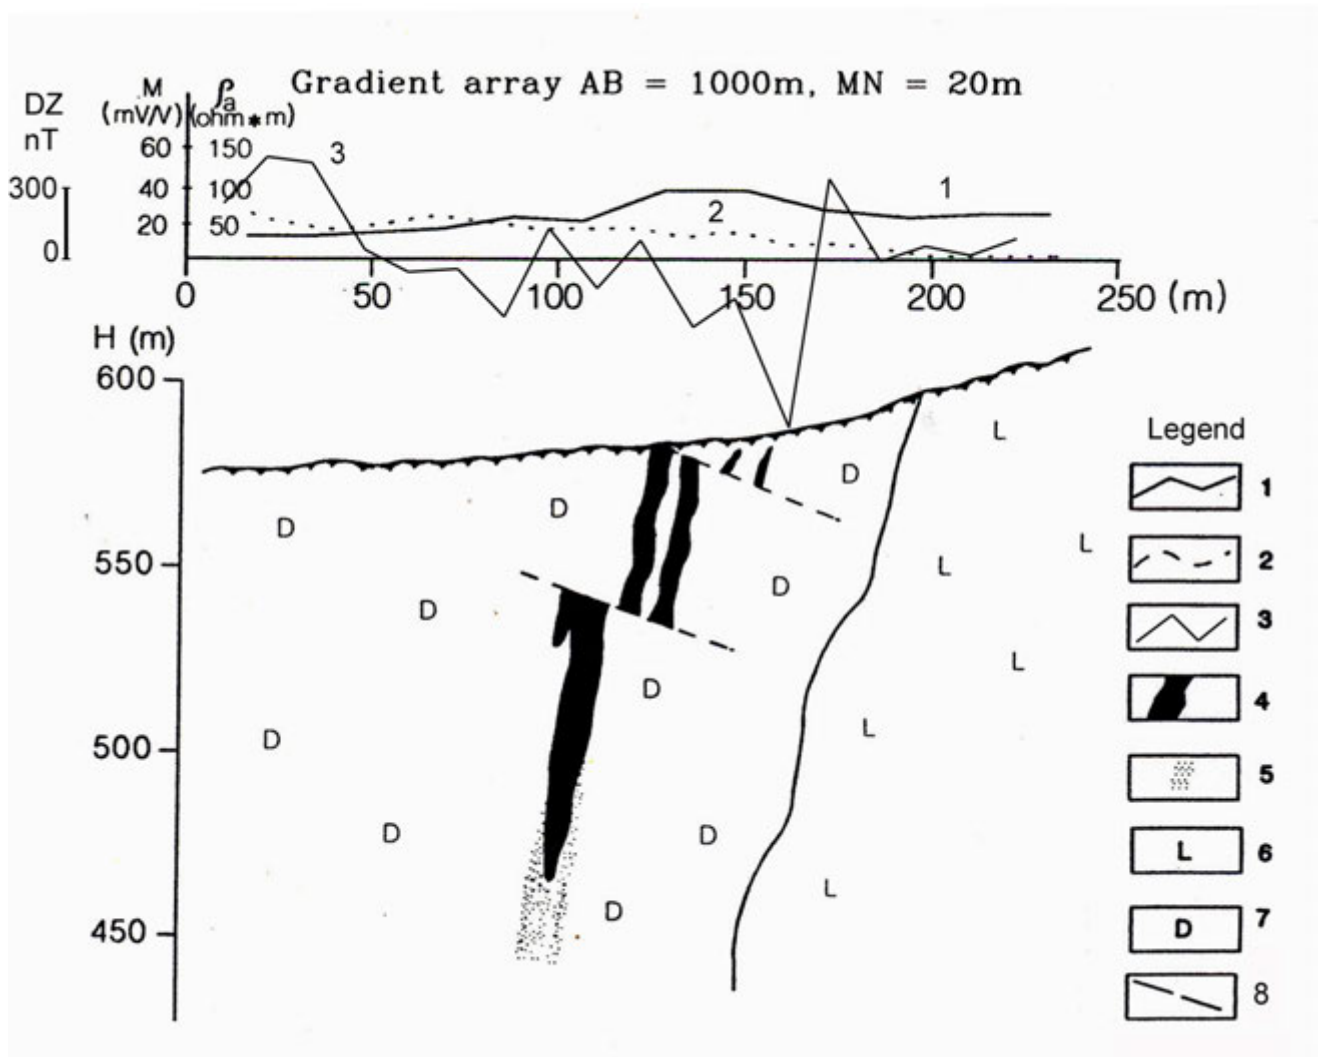 Gradient array AB = 1000m, MN = 20m
DZ
nT
M
(mV/V)
ρa
(ohm*m)
60 150
300 40 100
20 50
0
3
1
2
0 50 100 150 200 250 (m)
H (m)
600
550
500
450
D
D
D
D
D
D
D
D
D
D
L
L
L
L
L
L
Legend
1
2
3
4
5
L 6
D 7
8